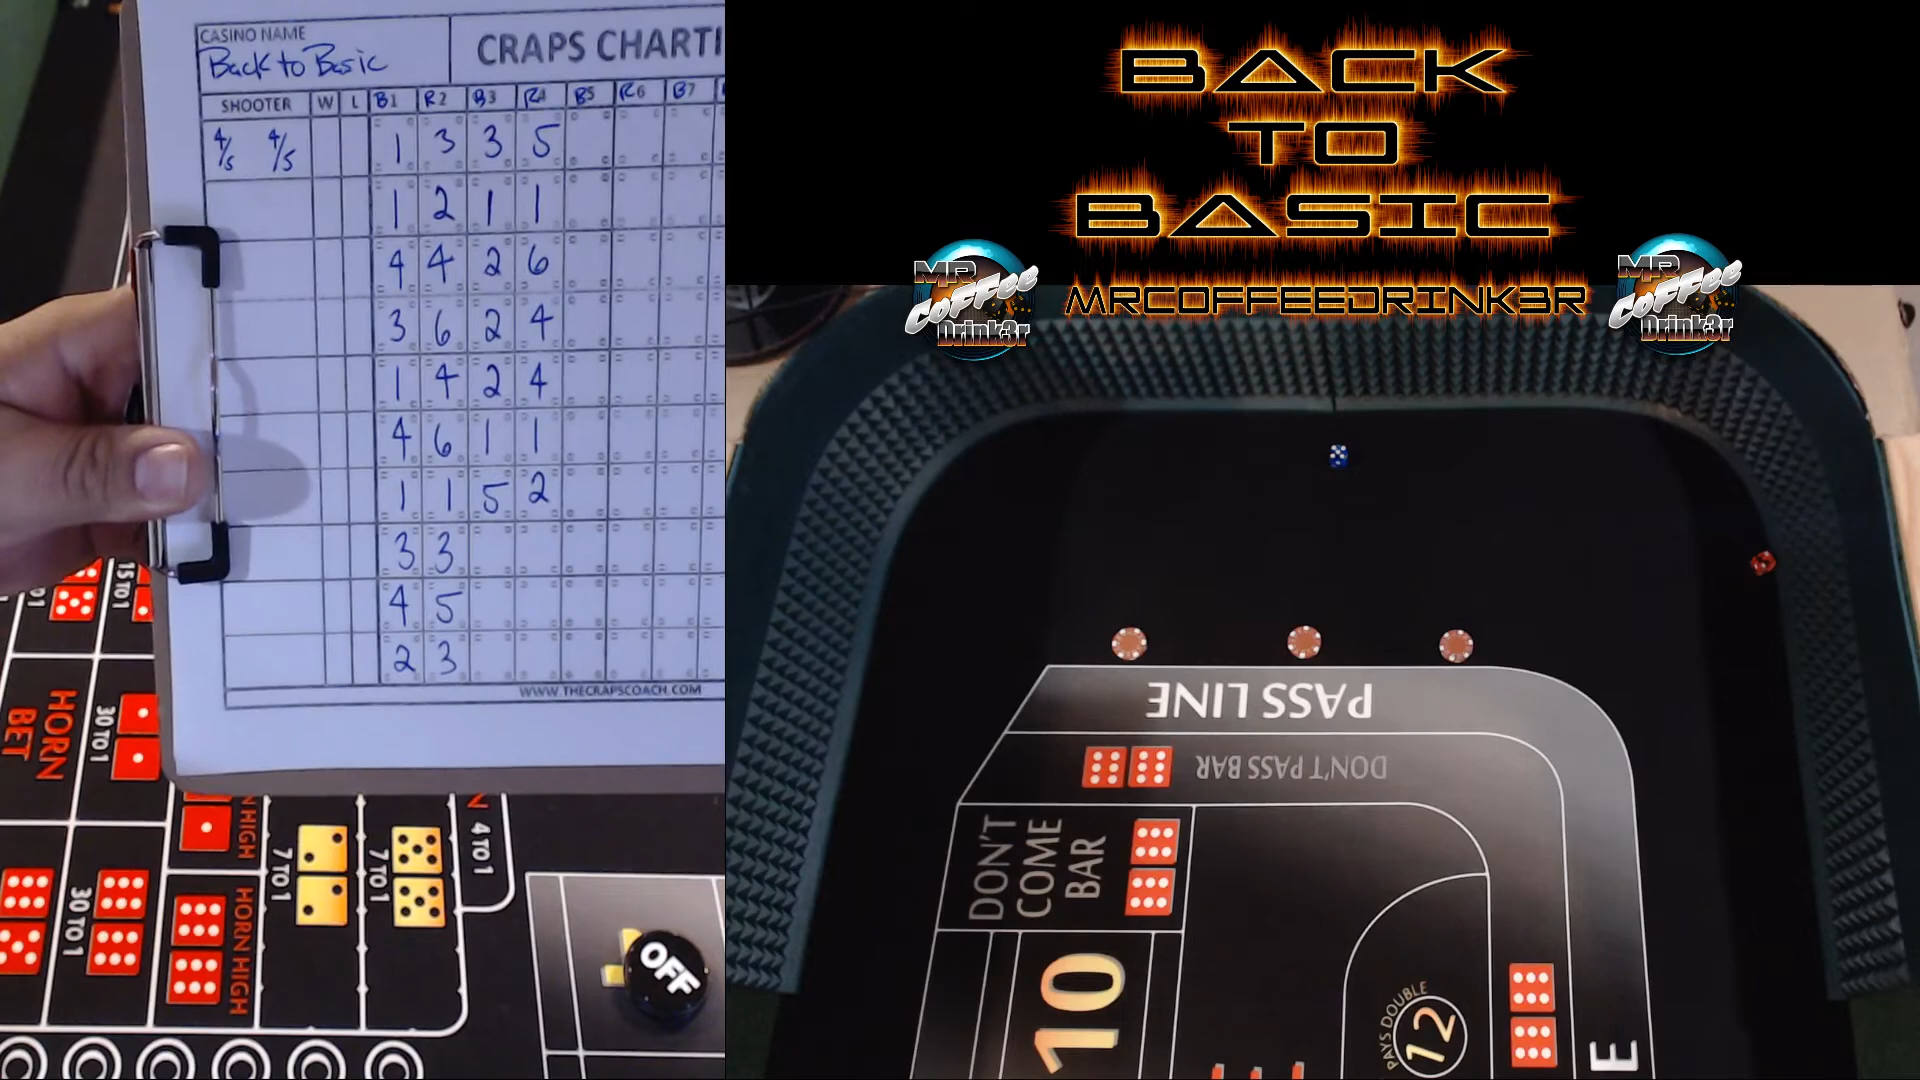 CASINO NAME
Back to Basic
CRAPS CHARTI
SHOOTER W L B1 R2 B3 R4 B5 R6 B7
4/5 4/5 1 3 3 5
1 2 1 1
4 4 2 6
3 6 2 4
1 4 2 4
4 6 1 1
1 1 5 2
3 3
4 5
2 3
WWW.THECRAPSCOACH.COM
15 TO 1
HORN
BET
30 TO 1
HIGH
30 TO 1
HORN HIGH
7 TO 1
7 TO 1
4 TO 1
OFF
BACK
TO
BASIC
MRCOFFEEDRINK3R
MR
CoFFee
Drink3r
MR
CoFFee
Drink3r
PASS LINE
DON'T PASS BAR
DON'T
COME
BAR
10
PAYS DOUBLE
12
E